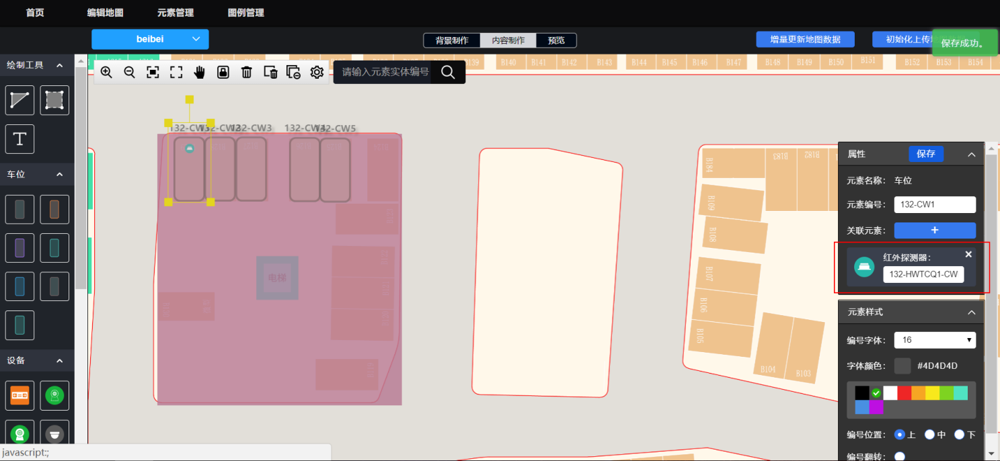 首页 编辑地图 元素管理 图例管理
beibei 背景制作 内容制作 预览 增量更新地图数据 初始化上传地 保存成功。
绘制工具
请输入元素实体编号
B139 B140 B141 B142 B143 B144 B145 B146 B147 B148 B149 B150 B151 B152 B153 B154
T
132-CW3 132-CW5
车位
电梯
B184 B183 B182
B109
B108
B107
B106
B105
B104 B103
属性 保存
元素名称: 车位
元素编号: 132-CW1
关联元素: +
红外探测器:
132-HWTCQ1-CW
元素样式
编号字体: 16
字体颜色: #4D4D4D
编号位置: 上 中 下
编号翻转:
设备
javascript:;